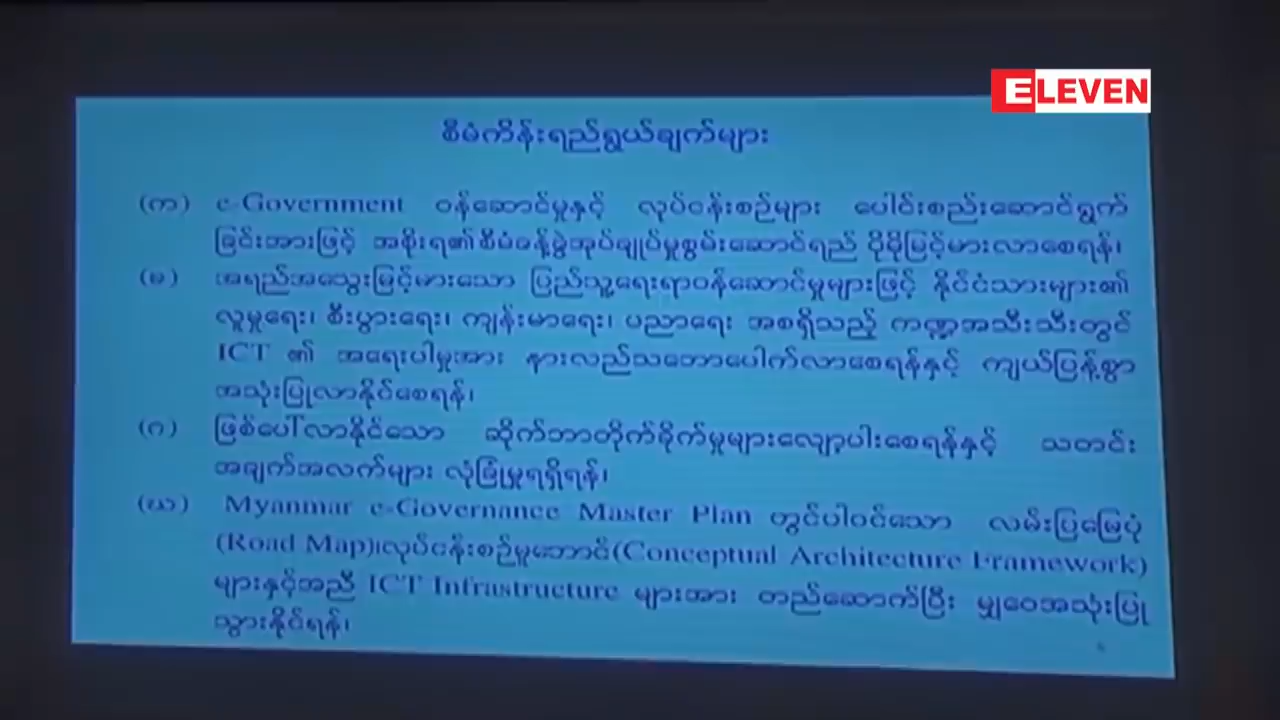 ELEVEN
စီမံကိန်းရည်ရွယ်ချက်များ
(က) e-Government ဝန်ဆောင်မှုနှင့် လုပ်ငန်းစဉ်များ ပေါင်းစည်းဆောင်ရွက်
ခြင်းအားဖြင့် အစိုးရ၏စီမံခန့်ခွဲအုပ်ချုပ်မှုစွမ်းဆောင်ရည် ပိုမိုမြင့်မားလာစေရန်၊
(ခ) အရည်အသွေးမြင့်မားသော ပြည်သူ့ရေးရာဝန်ဆောင်မှုများဖြင့် နိုင်ငံသားများ၏
လူမှုရေး၊ စီးပွားရေး၊ ကျန်းမာရေး၊ ပညာရေး အစရှိသည့် ကဏ္ဍအသီးသီးတွင်
ICT ၏ အရေးပါမှုအား နားလည်သဘောပေါက်လာစေရန်နှင့် ကျယ်ပြန့်စွာ
အသုံးပြုလာနိုင်စေရန်၊
(ဂ) ဖြစ်ပေါ်လာနိုင်သော ဆိုက်ဘာတိုက်ခိုက်မှုများလျော့ပါးစေရန်နှင့် သတင်း
အချက်အလက်များ လုံခြုံမှုရရှိရန်၊
(ဃ) Myanmar e-Governance Master Plan တွင်ပါဝင်သော လမ်းပြမြေပုံ
(Road Map)၊လုပ်ငန်းစဉ်မူဘောင်(Conceptual Architecture Framework)
များနှင့်အညီ ICT Infrastructure များအား တည်ဆောက်ပြီး မျှဝေအသုံးပြု
သွားနိုင်ရန်၊